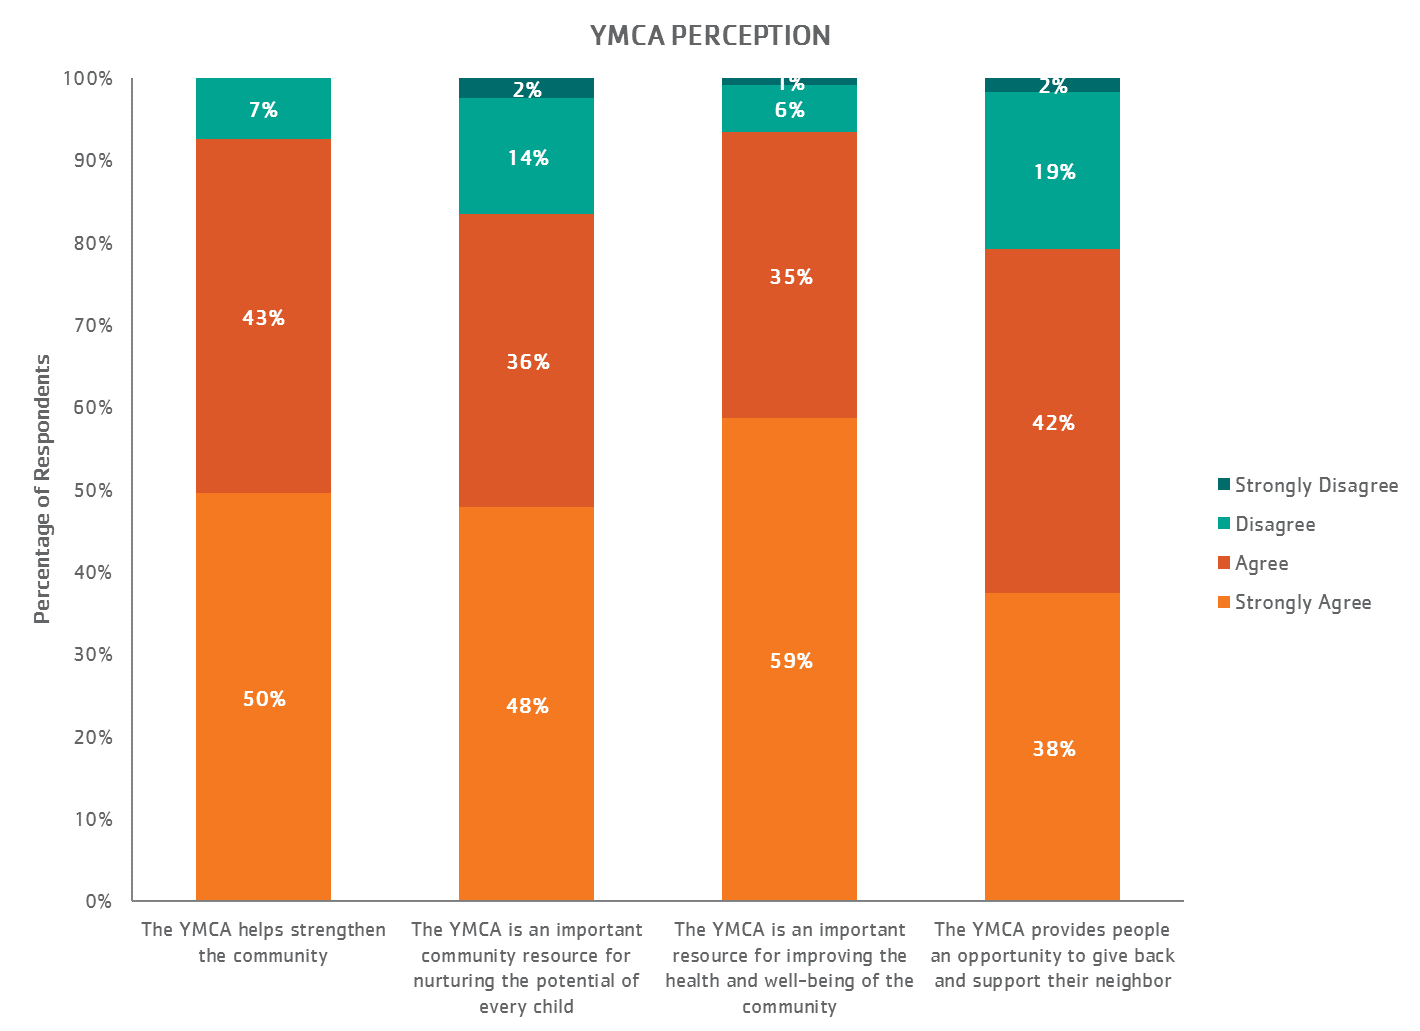 YMCA PERCEPTION
Percentage of Respondents
100%
90%
80%
70%
60%
50%
40%
30%
20%
10%
0%
7%
43%
50%
2%
14%
36%
48%
1%
6%
35%
59%
2%
19%
42%
38%
The YMCA helps strengthen
the community
The YMCA is an important
community resource for
nurturing the potential of
every child
The YMCA is an important
resource for improving the
health and well-being of the
community
The YMCA provides people
an opportunity to give back
and support their neighbor
Strongly Disagree
Disagree
Agree
Strongly Agree